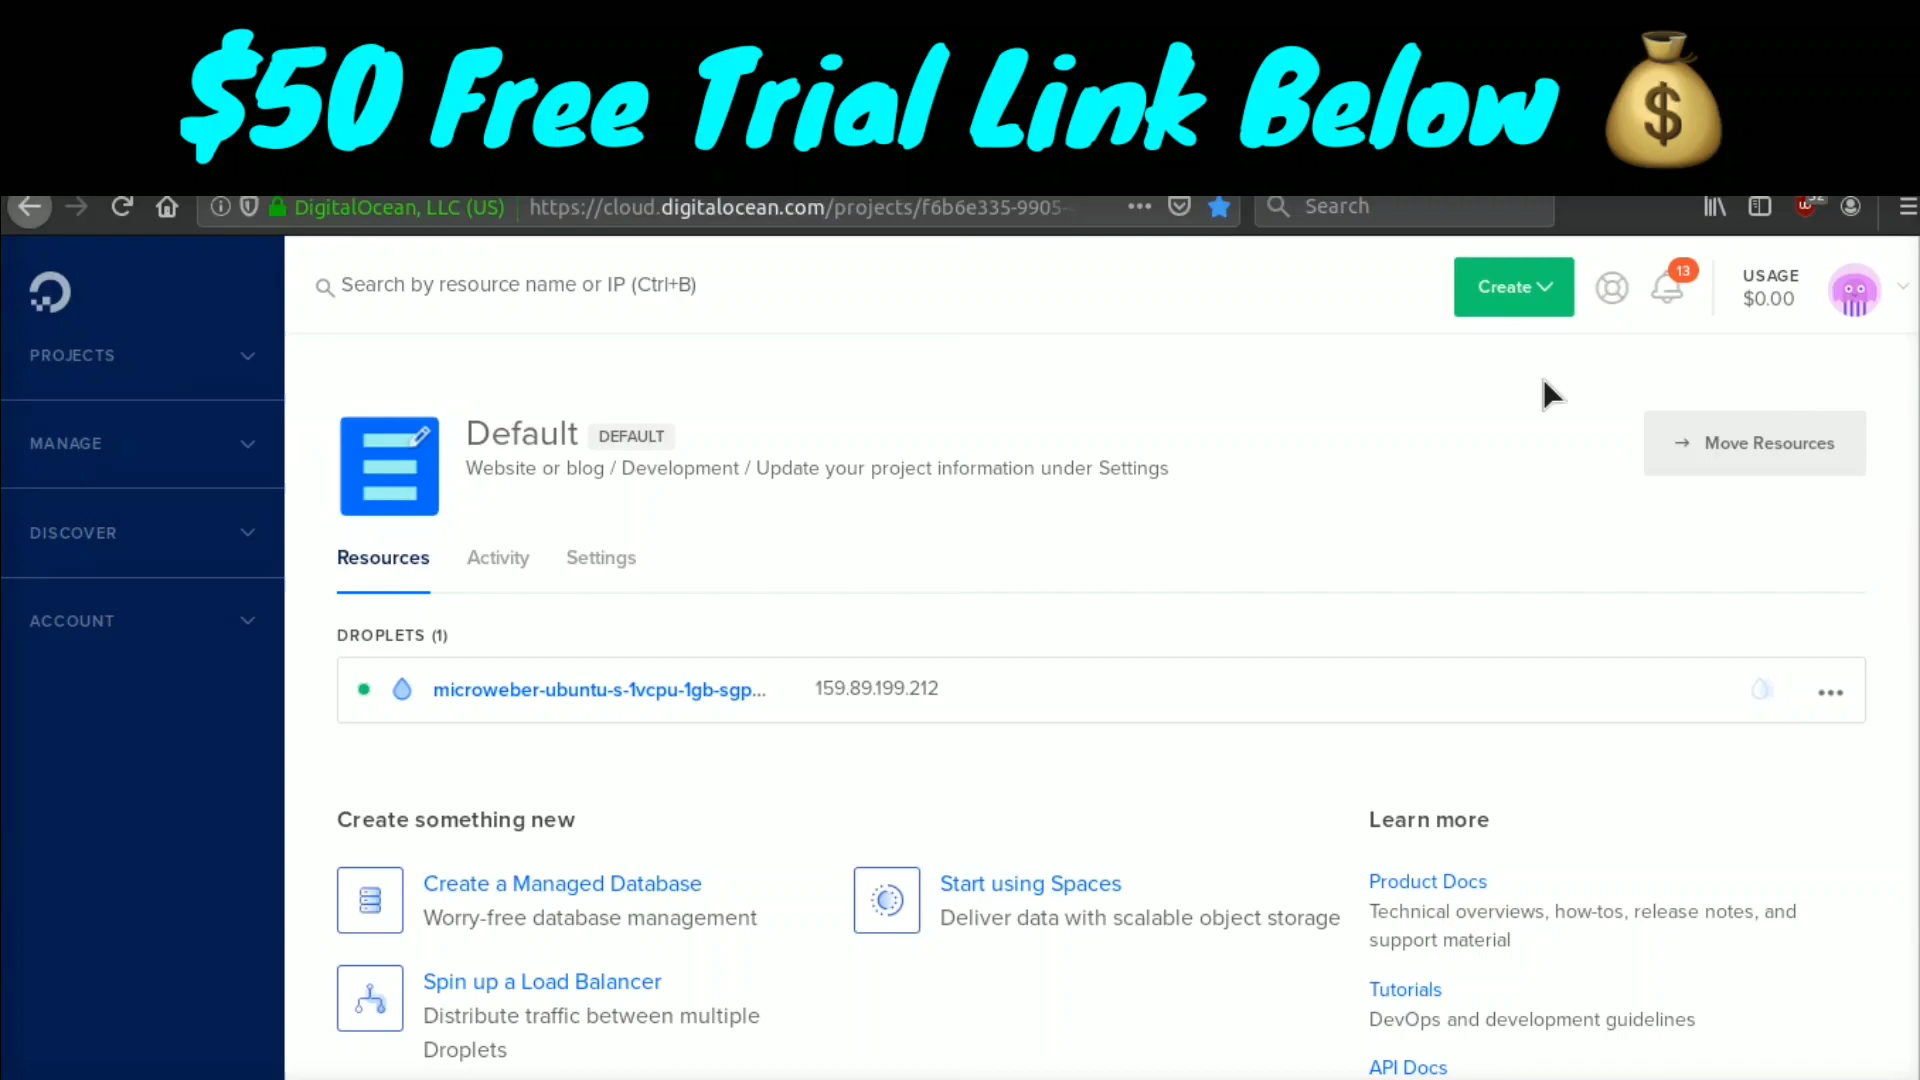 $50 Free Trial Link Below
DigitalOcean, LLC (US)
https://cloud.digitalocean.com/projects/f6b6e335-9905-
Search
Search by resource name or IP (Ctrl+B)
Create
13
USAGE
$0.00
PROJECTS
MANAGE
DISCOVER
ACCOUNT
Default DEFAULT
Website or blog / Development / Update your project information under Settings
→ Move Resources
Resources Activity Settings
DROPLETS (1)
microweber-ubuntu-s-1vcpu-1gb-sgp... 159.89.199.212
Create something new
Create a Managed Database
Worry-free database management
Start using Spaces
Deliver data with scalable object storage
Spin up a Load Balancer
Distribute traffic between multiple
Droplets
Learn more
Product Docs
Technical overviews, how-tos, release notes, and
support material
Tutorials
DevOps and development guidelines
API Docs